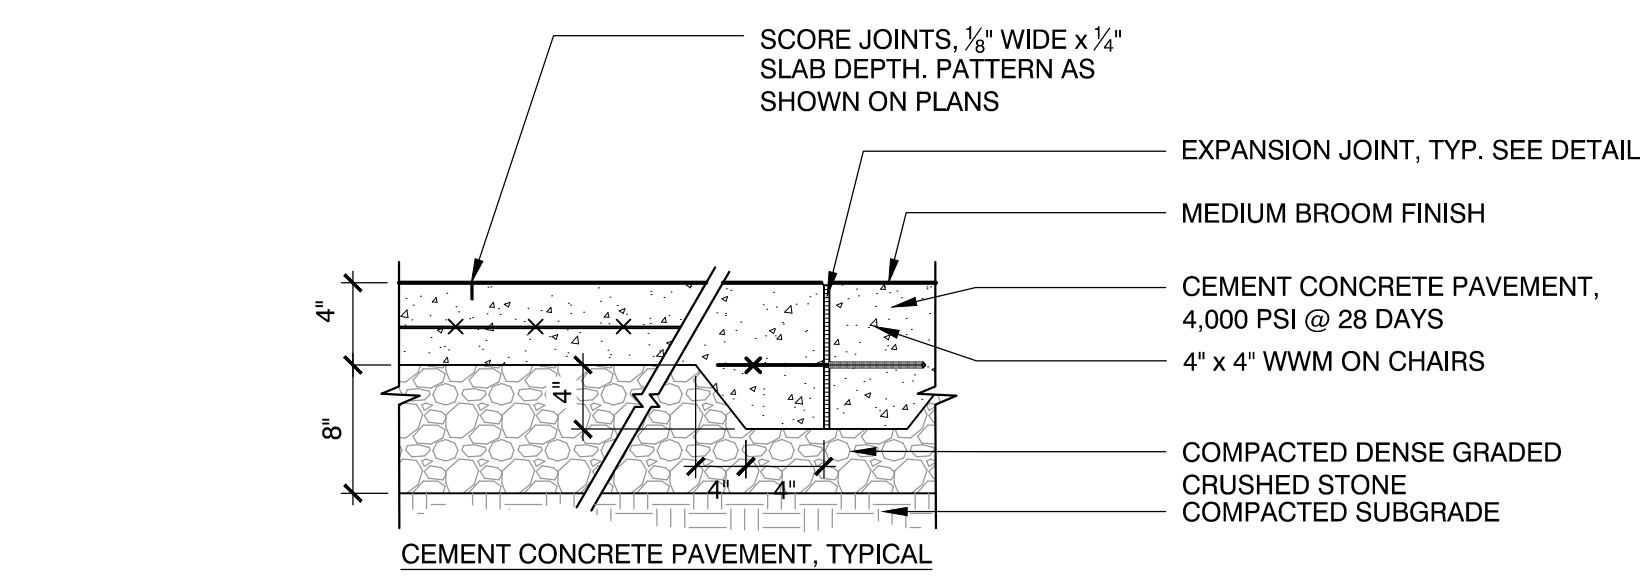 SCORE JOINTS, ⅛" WIDE x ¼"
SLAB DEPTH. PATTERN AS
SHOWN ON PLANS
EXPANSION JOINT, TYP. SEE DETAIL
MEDIUM BROOM FINISH
CEMENT CONCRETE PAVEMENT,
4,000 PSI @ 28 DAYS
4" x 4" WWM ON CHAIRS
COMPACTED DENSE GRADED
CRUSHED STONE
COMPACTED SUBGRADE
4"
8"
4"
4"
4"
CEMENT CONCRETE PAVEMENT, TYPICAL